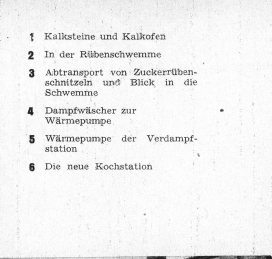 1 Kalksteine und Kalkofen
2 In der Rübenschwemme
3 Abtransport von Zuckerrüben-
schnitzeln und Blick in die
Schwemme
4 Dampfwäscher zur
Wärmepumpe
5 Wärmepumpe der Verdampf-
station
6 Die neue Kochstation